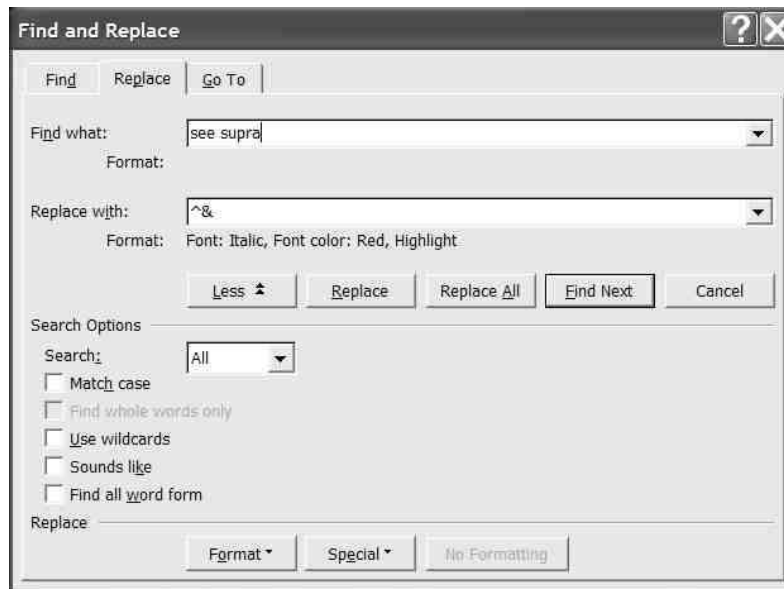 Find and Replace
Find Replace Go To
Find what: see supra
Format:
Replace with: ^&
Format: Font: Italic, Font color: Red, Highlight
Less Replace Replace All Find Next Cancel
Search Options
Search: All
Match case
Find whole words only
Use wildcards
Sounds like
Find all word form
Replace
Format Special No Formatting